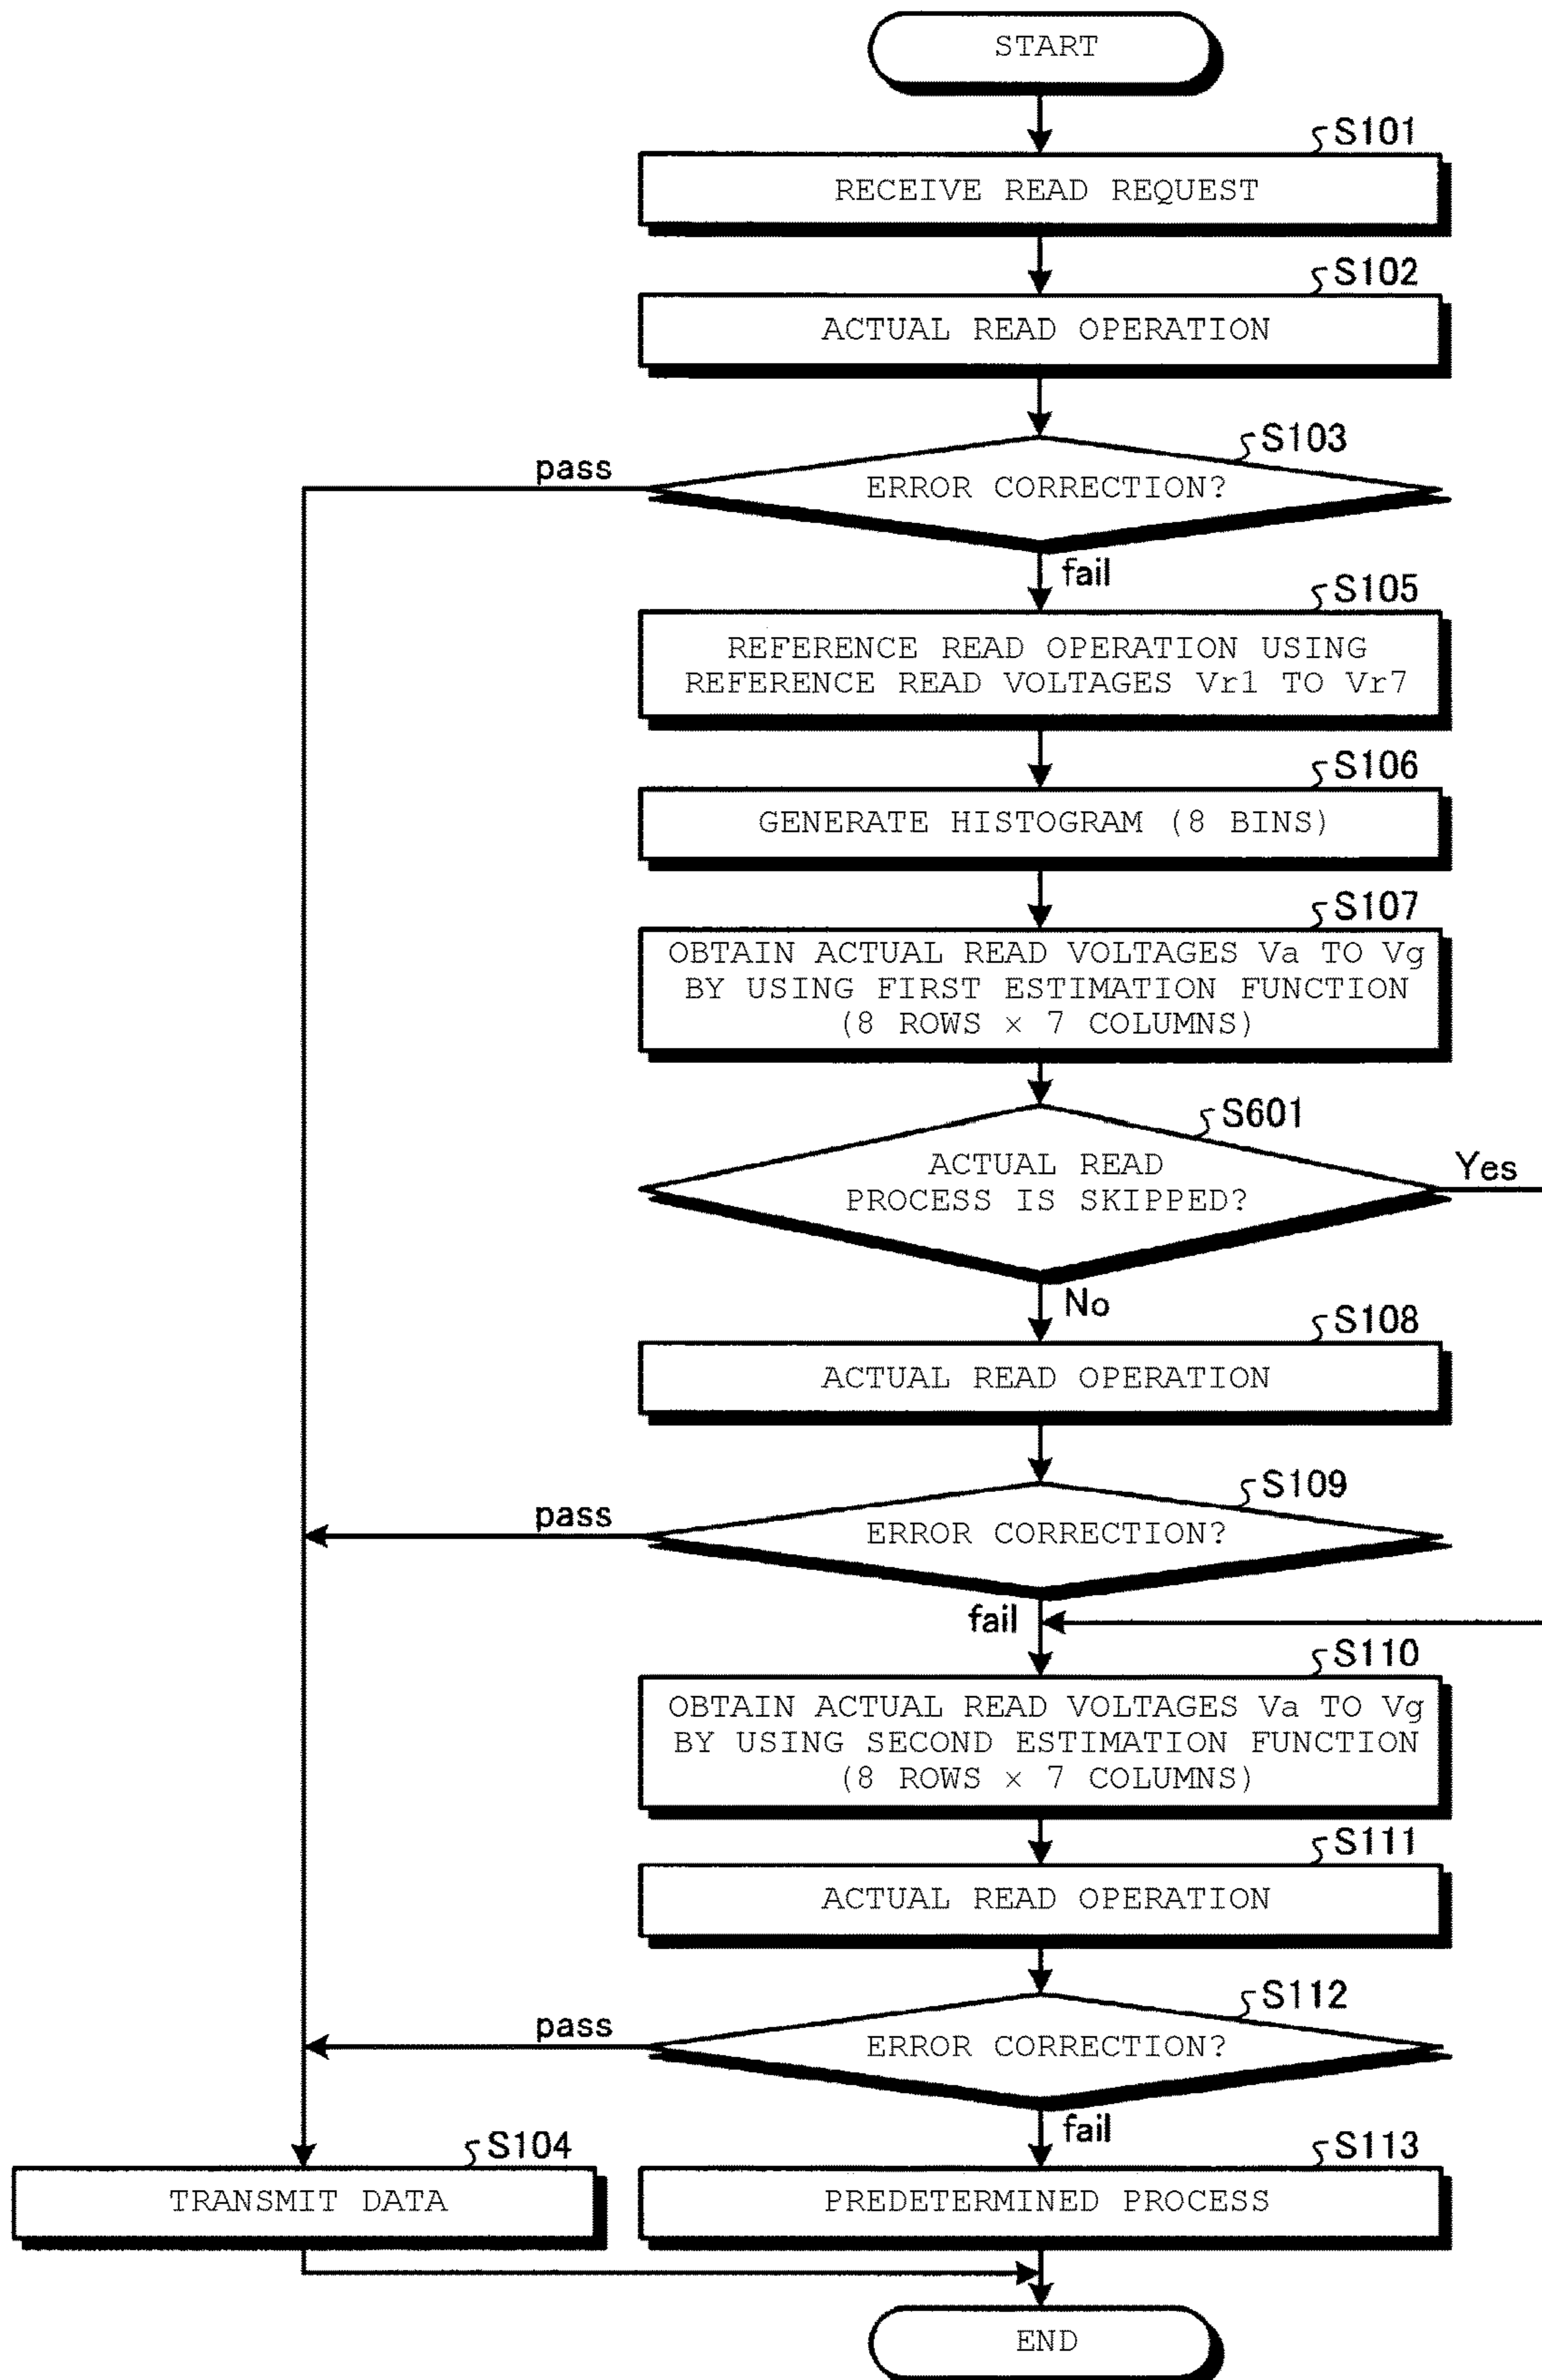 START
S101
RECEIVE READ REQUEST
S102
ACTUAL READ OPERATION
S103
pass
ERROR CORRECTION?
fail
S105
REFERENCE READ OPERATION USING
REFERENCE READ VOLTAGES Vr1 TO Vr7
S106
GENERATE HISTOGRAM (8 BINS)
S107
OBTAIN ACTUAL READ VOLTAGES Va TO Vg
BY USING FIRST ESTIMATION FUNCTION
(8 ROWS × 7 COLUMNS)
S601
ACTUAL READ
PROCESS IS SKIPPED?
Yes
No
S108
ACTUAL READ OPERATION
S109
pass
ERROR CORRECTION?
fail
S110
OBTAIN ACTUAL READ VOLTAGES Va TO Vg
BY USING SECOND ESTIMATION FUNCTION
(8 ROWS × 7 COLUMNS)
S111
ACTUAL READ OPERATION
S112
pass
ERROR CORRECTION?
fail
S104
TRANSMIT DATA
S113
PREDETERMINED PROCESS
END